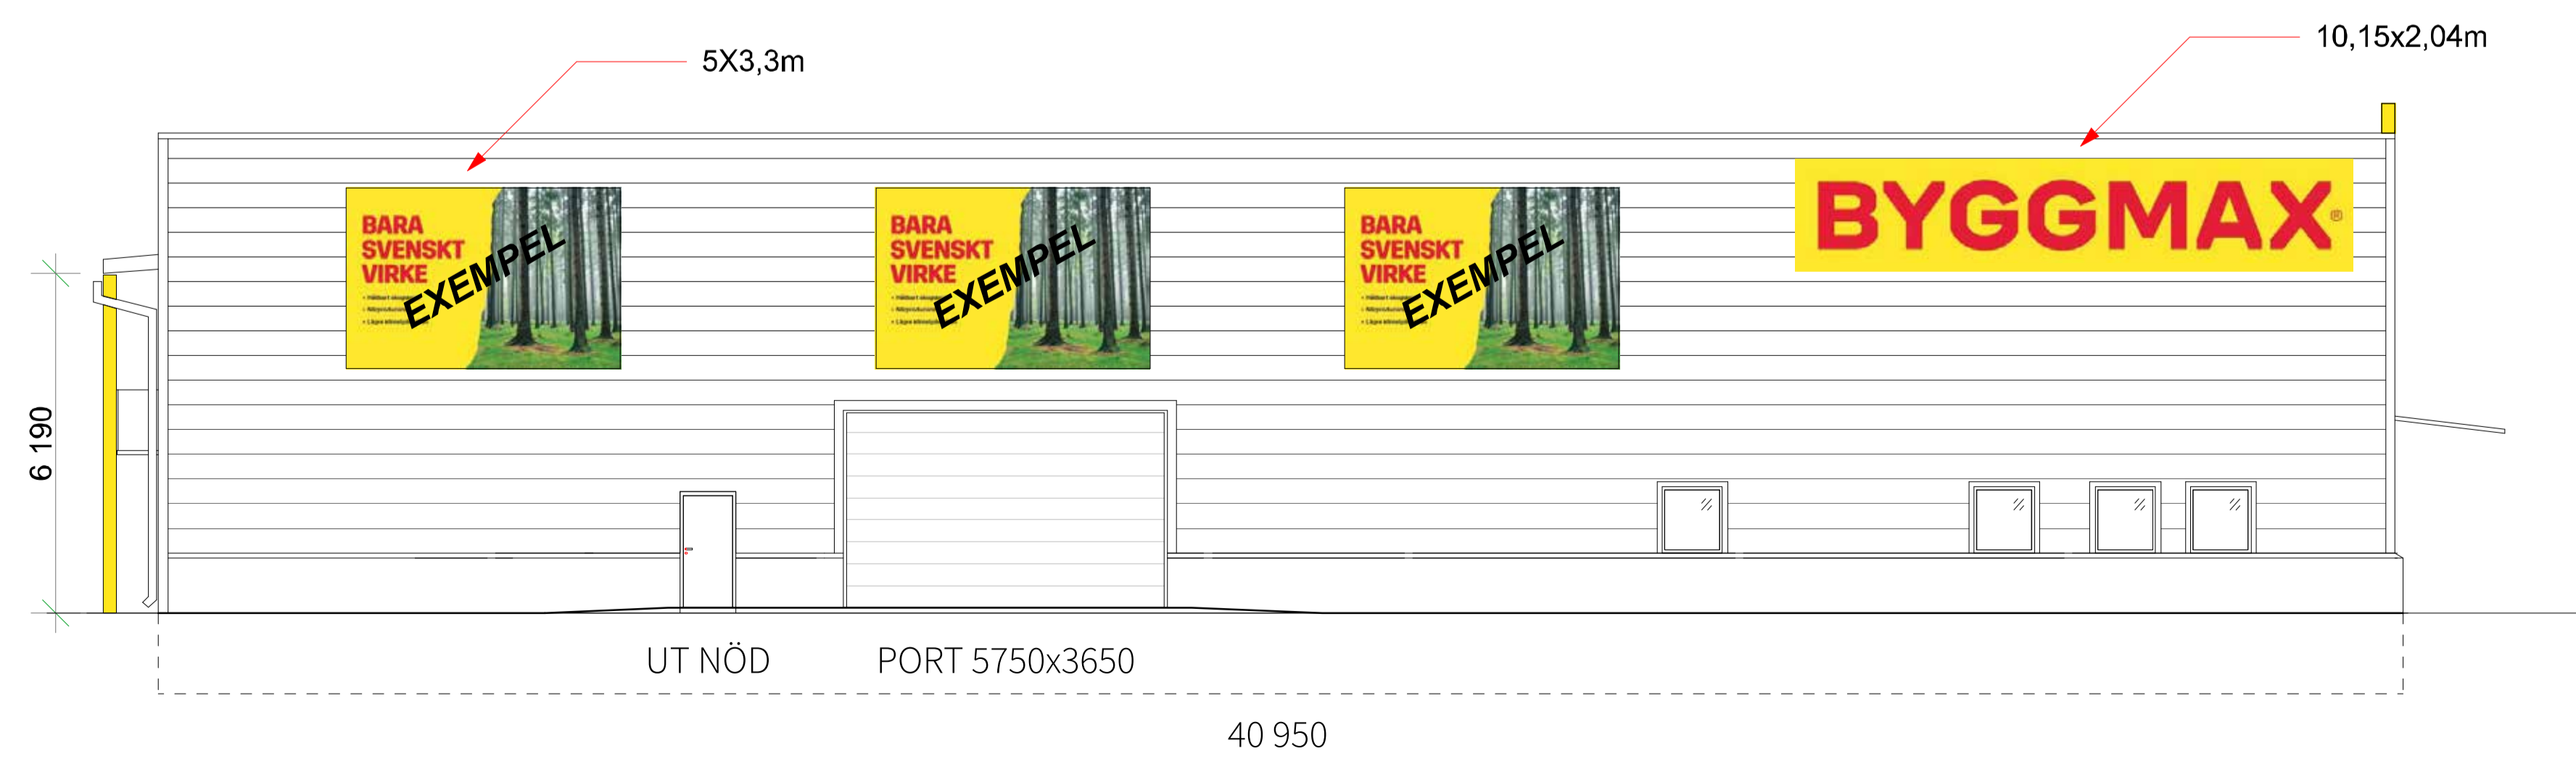 5X3,3m
10,15x2,04m
BARA
SVENSKT
VIRKE
EXEMPEL
BARA
SVENSKT
VIRKE
EXEMPEL
BARA
SVENSKT
VIRKE
EXEMPEL
BYGGMAX®
6 190
UT NÖD
PORT 5750x3650
40 950